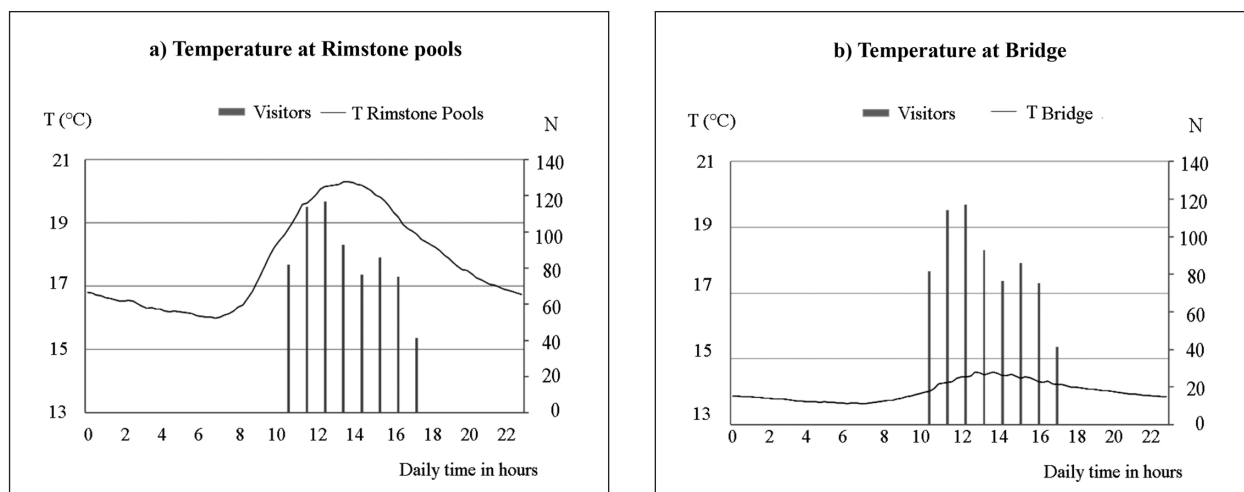 a) Temperature at Rimstone pools
T (°C)
Visitors
T Rimstone Pools
N
21
19
17
15
13
140
120
100
80
60
40
20
0
0 2 4 6 8 10 12 14 16 18 20 22
Daily time in hours
b) Temperature at Bridge
T (°C)
Visitors
T Bridge
N
21
19
17
15
13
140
120
100
80
60
40
20
0
0 2 4 6 8 10 12 14 16 18 20 22
Daily time in hours